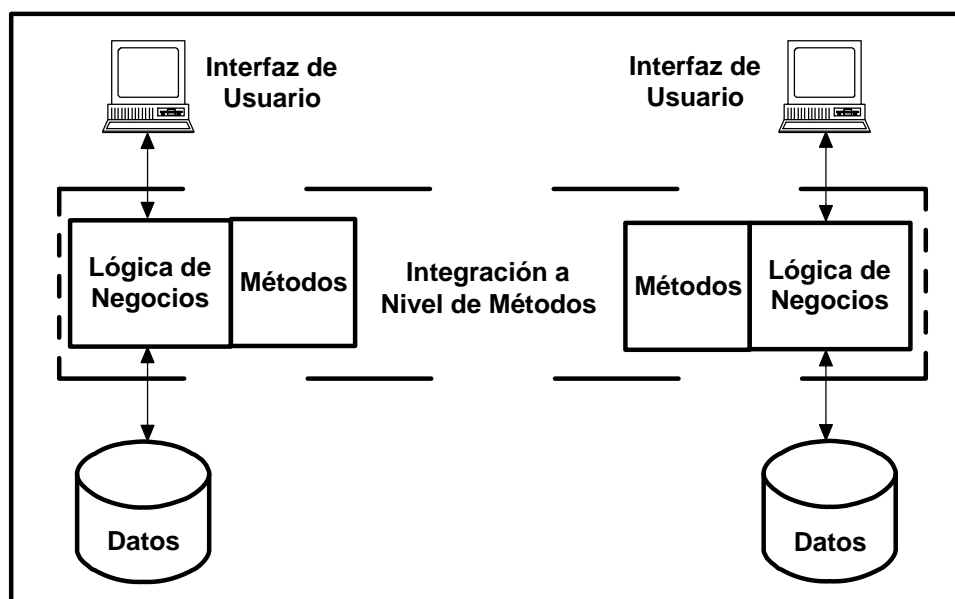 Interfaz de
Usuario
Interfaz de
Usuario
Lógica de
Negocios
Métodos
Integración a
Nivel de Métodos
Métodos
Lógica de
Negocios
Datos
Datos